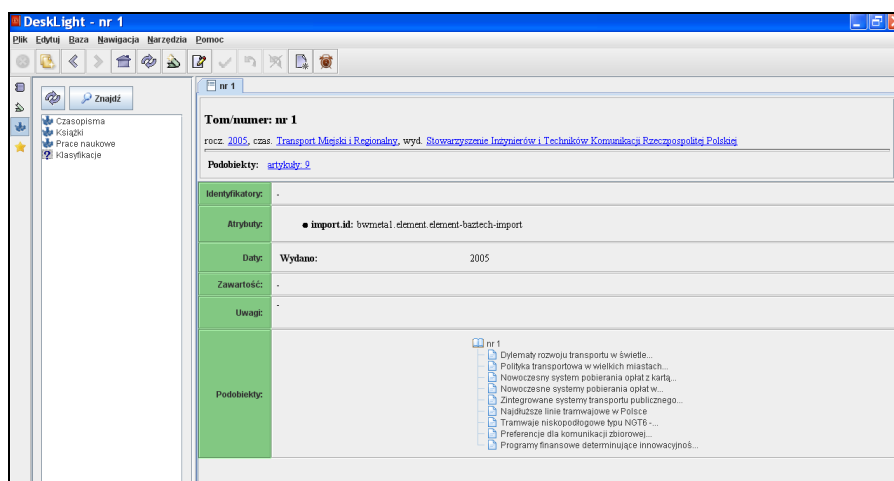 DeskLight - nr 1
Plik Edytuj Baza Nawigacja Narzędzia Pomoc
nr 1
Znajdź
Czasopisma
Książki
Prace naukowe
Klasyfikacje
Tom/numer: nr 1
rocz. 2005, czas. Transport Miejski i Regionalny, wyd. Stowarzyszenie Inżynierów i Techników Komunikacji Rzeczpospolitej Polskiej
Podobiekty: artykuły: 9
Identyfikatory: -
Atrybuty: • import.id: bwmeta1.element.element-baztech-import
Daty: Wydano: 2005
Zawartość: -
Uwagi: -
Podobiekty:
nr 1
Dylematy rozwoju transportu w świetle...
Polityka transportowa w wielkich miastach...
Nowoczesny system pobierania opłat z kartą...
Nowoczesne systemy pobierania opłat w...
Zintegrowane systemy transportu publicznego...
Najdłuższe linie tramwajowe w Polsce
Tramwaje niskopodłogowe typu NGT6 -...
Preferencje dla komunikacji zbiorowej...
Programy finansowe determinujące innowacyjnoś...